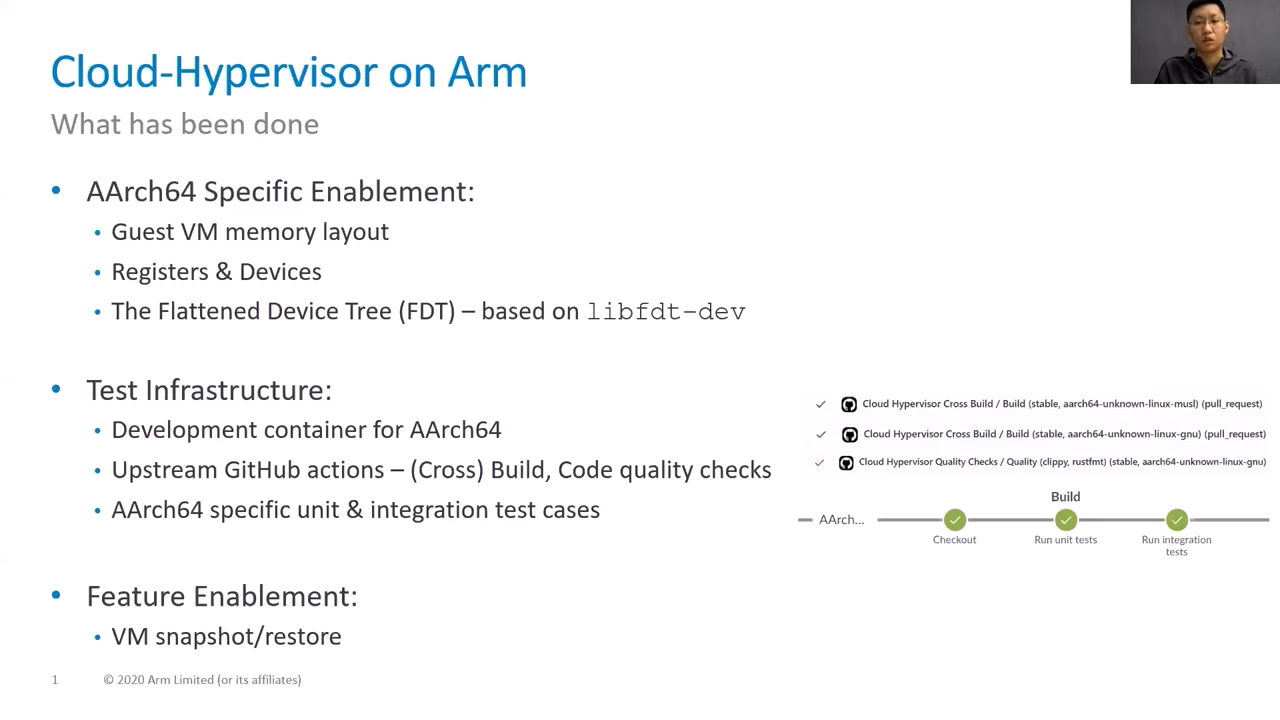 Cloud-Hypervisor on Arm
What has been done
• AArch64 Specific Enablement:
• Guest VM memory layout
• Registers & Devices
• The Flattened Device Tree (FDT) – based on libfdt-dev
• Test Infrastructure:
• Development container for AArch64
• Upstream GitHub actions – (Cross) Build, Code quality checks
• AArch64 specific unit & integration test cases
Cloud Hypervisor Cross Build / Build (stable, aarch64-unknown-linux-musl) (pull_request)
Cloud Hypervisor Cross Build / Build (stable, aarch64-unknown-linux-gnu) (pull_request)
Cloud Hypervisor Quality Checks / Quality (clippy, rustfmt) (stable, aarch64-unknown-linux-gnu)
Build
AArch...
Checkout
Run unit tests
Run integration
tests
• Feature Enablement:
• VM snapshot/restore
1 © 2020 Arm Limited (or its affiliates)